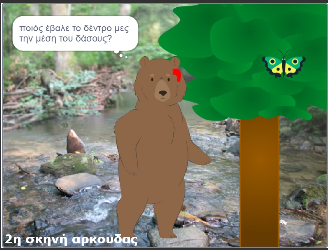 ποιός έβαλε το δέντρο μες
την μέση του δάσους?
2η σκηνή αρκούδας